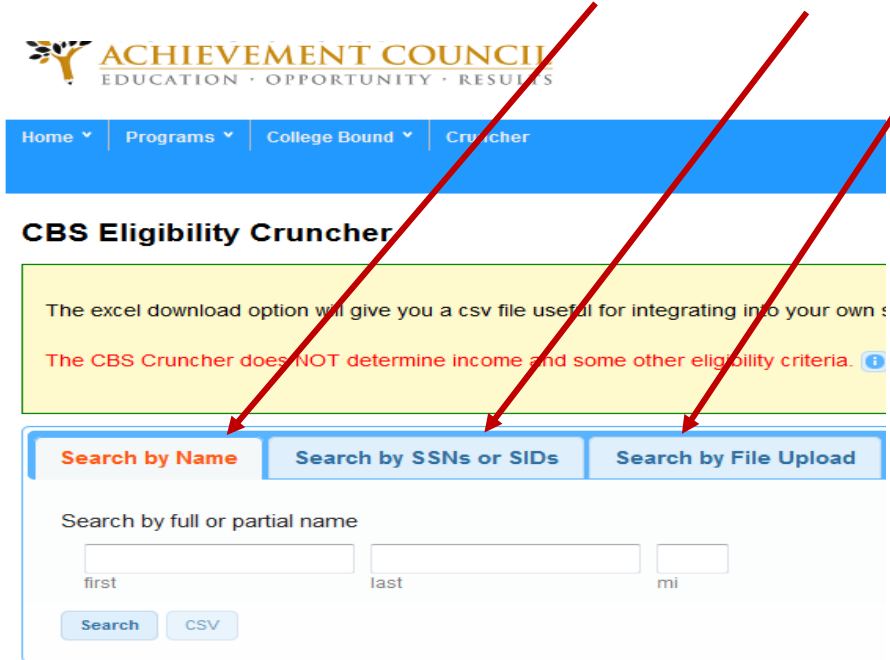 ACHIEVEMENT COUNCIL
EDUCATION · OPPORTUNITY · RESULTS
Home Programs College Bound Cruncher
CBS Eligibility Cruncher
The excel download option will give you a csv file useful for integrating into your own
The CBS Cruncher does NOT determine income and some other eligibility criteria. i
Search by Name Search by SSNs or SIDs Search by File Upload
Search by full or partial name
first last mi
Search CSV